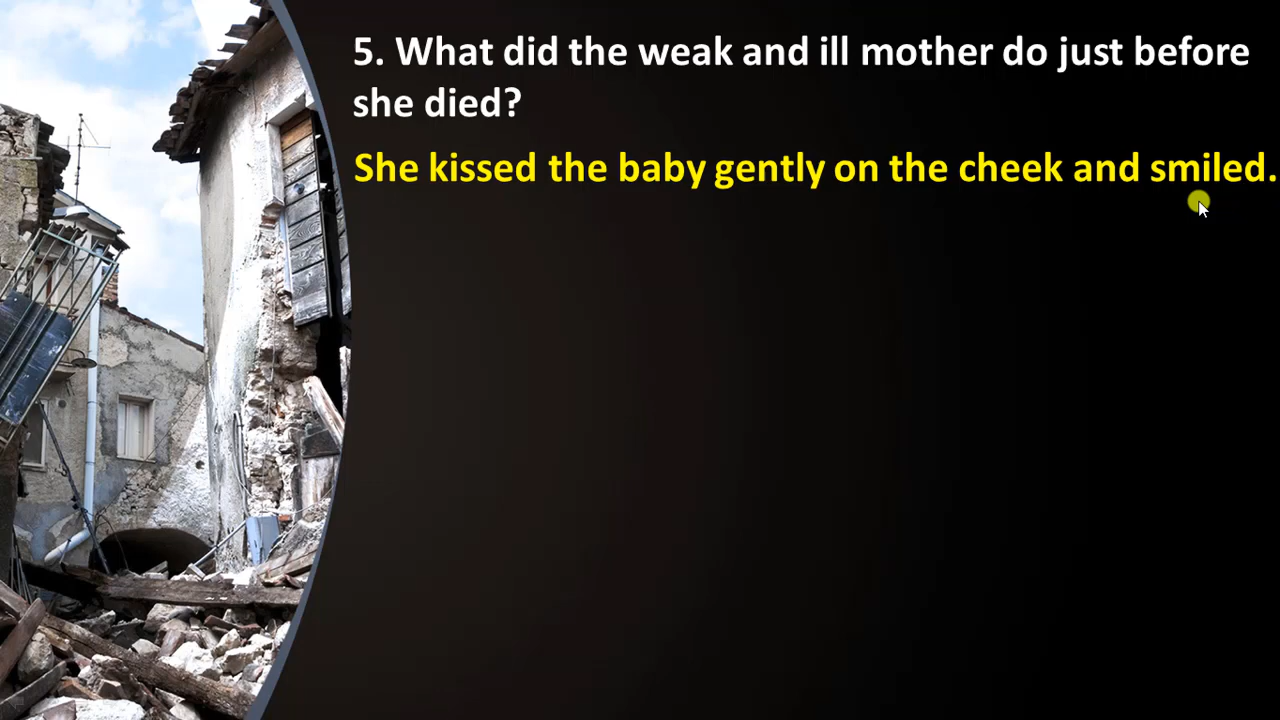 5. What did the weak and ill mother do just before
she died?
She kissed the baby gently on the cheek and smiled.